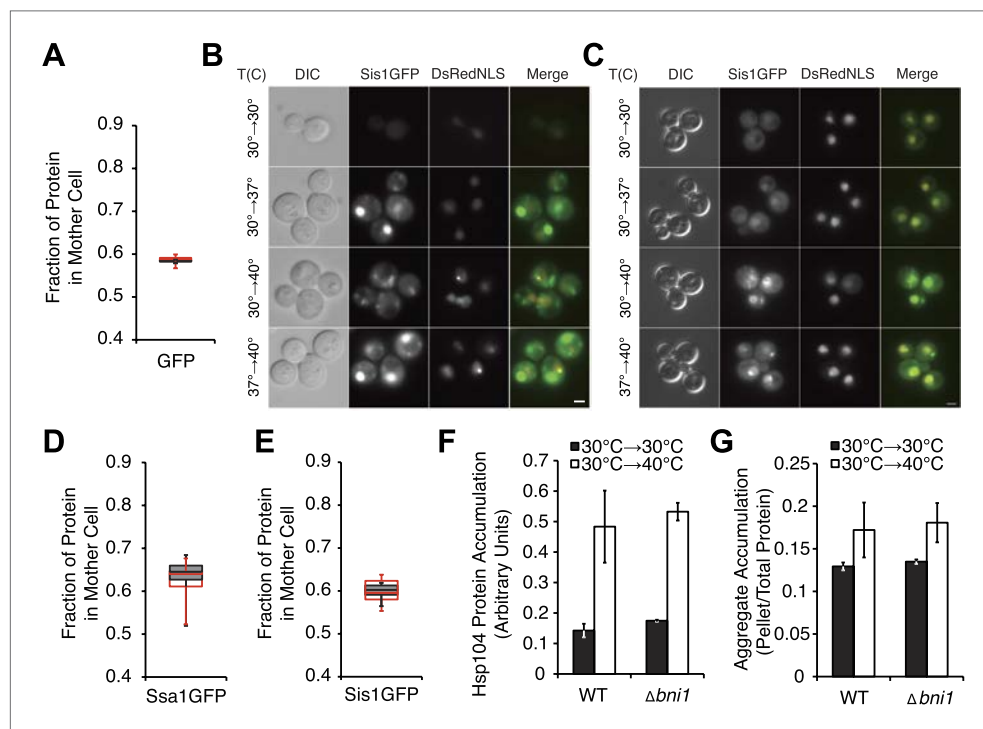 A
0.9
0.8
0.7
0.6
0.5
0.4
Fraction of Protein
in Mother Cell
GFP
B
T(C) DIC Sis1GFP DsRedNLS Merge
30°→30°
30°→37°
30°→40°
37°→40°
C
T(C) DIC Sis1GFP DsRedNLS Merge
30°→30°
30°→37°
30°→40°
37°→40°
D
0.9
0.8
0.7
0.6
0.5
0.4
Fraction of Protein
in Mother Cell
Ssa1GFP
E
0.9
0.8
0.7
0.6
0.5
0.4
Fraction of Protein
in Mother Cell
Sis1GFP
F
30°C→30°C
30°C→40°C
0.7
0.6
0.5
0.4
0.3
0.2
0.1
0
Hsp104 Protein Accumulation
(Arbitrary Units)
WT Δbni1
G
30°C→30°C
30°C→40°C
0.25
0.2
0.15
0.1
0.05
0
Aggregate Accumulation
(Pellet/Total Protein)
WT Δbni1